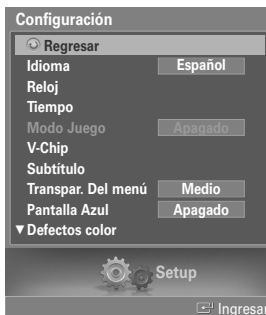 Configuración
Regresar
Idioma Español
Reloj
Tiempo
Modo Juego Apagado
V-Chip
Subtítulo
Transpar. Del menú Medio
Pantalla Azul Apagado
▼Defectos color
Setup
Ingresar